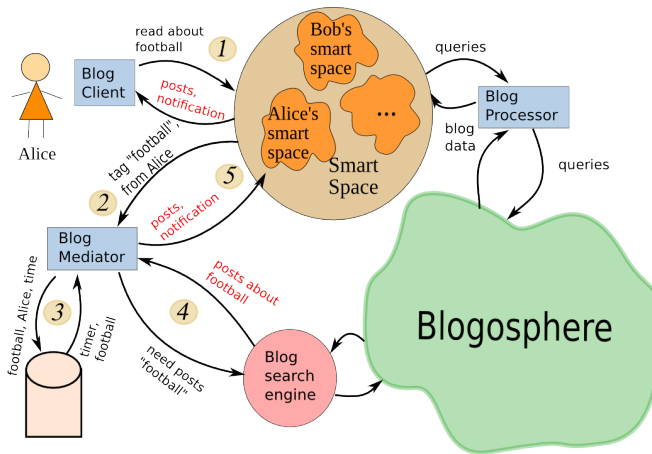 read about
football
1
Blog
Client
posts,
notification
Alice
Bob's
smart
space
Alice's
smart
space
...
Smart
Space
queries
Blog
Processor
blog
data
queries
tag "football",
from Alice
2
5
posts,
notification
Blog
Mediator
football, Alice, time
3
timer,
football
4
posts about
football
need posts
"football"
Blog
search
engine
Blogosphere